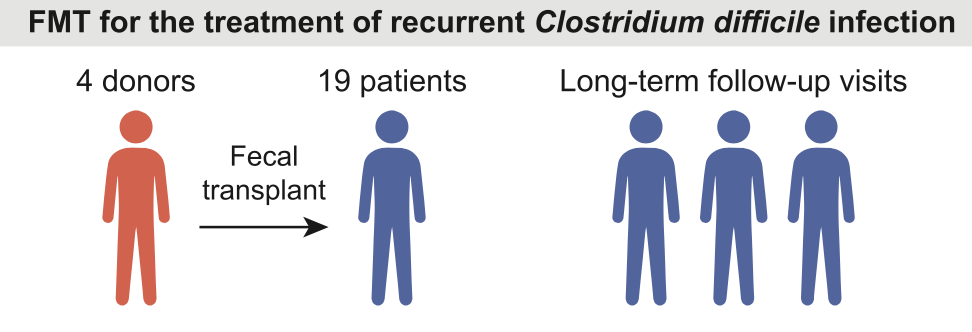 FMT for the treatment of recurrent Clostridium difficile infection
4 donors
19 patients
Long-term follow-up visits
Fecal
transplant